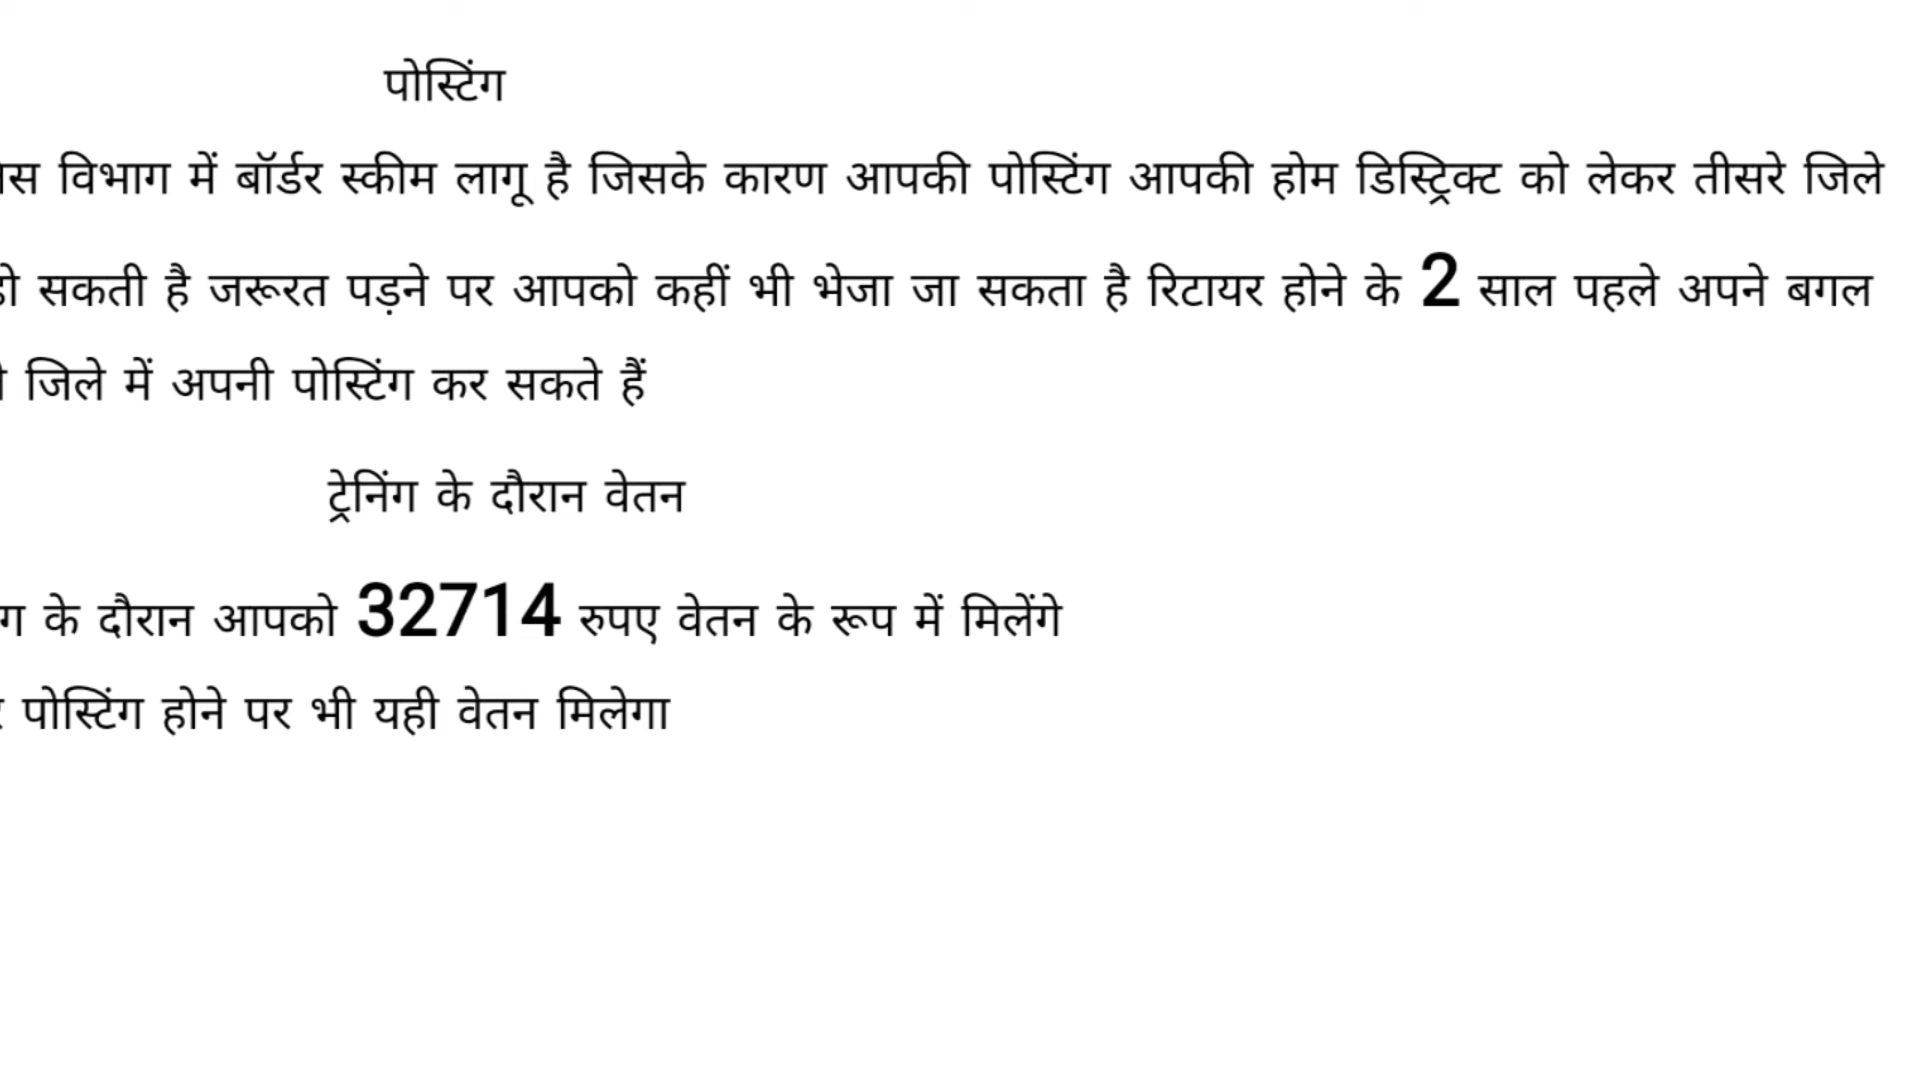 पोस्टिंग
विभाग में बॉर्डर स्कीम लागू है जिसके कारण आपकी पोस्टिंग आपकी होम डिस्ट्रिक्ट को लेकर तीसरे जिले
सकती है जरूरत पड़ने पर आपको कहीं भी भेजा जा सकता है रिटायर होने के 2 साल पहले अपने बगल
जिले में अपनी पोस्टिंग कर सकते हैं
ट्रेनिंग के दौरान वेतन
के दौरान आपको 32714 रुपए वेतन के रूप में मिलेंगे
पोस्टिंग होने पर भी यही वेतन मिलेगा